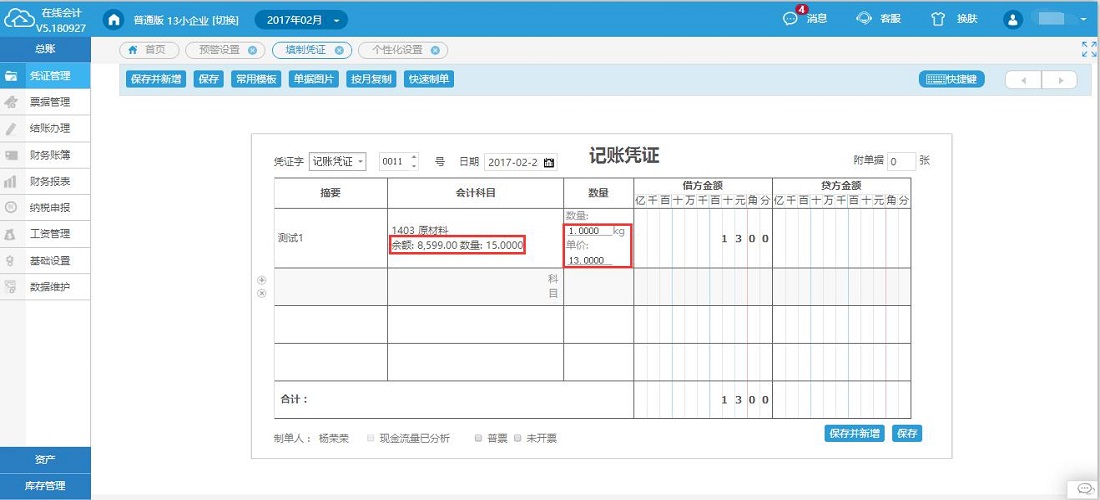 在线会计
V5.180927
普通版 13小企业 [切换]
2017年02月
4
消息
客服
换肤
总账
凭证管理
票据管理
结账办理
财务账簿
财务报表
纳税申报
工资管理
基础设置
数据维护
资产
库存管理
首页
预警设置
填制凭证
个性化设置
保存并新增
保存
常用模板
单据图片
按月复制
快速制单
快捷键
凭证字
记账凭证
0011
号
日期
2017-02-2
记账凭证
附单据
0
张
摘要
会计科目
数量
借方金额
亿千百十万千百十元角分
贷方金额
亿千百十万千百十元角分
测试1
1403 原材料
余额: 8,599.00 数量: 15.0000
数量:
1.0000 kg
单价:
13.0000
1300
科
目
合计：
1300
制单人： 杨荣荣
现金流量已分析
普票
未开票
保存并新增
保存